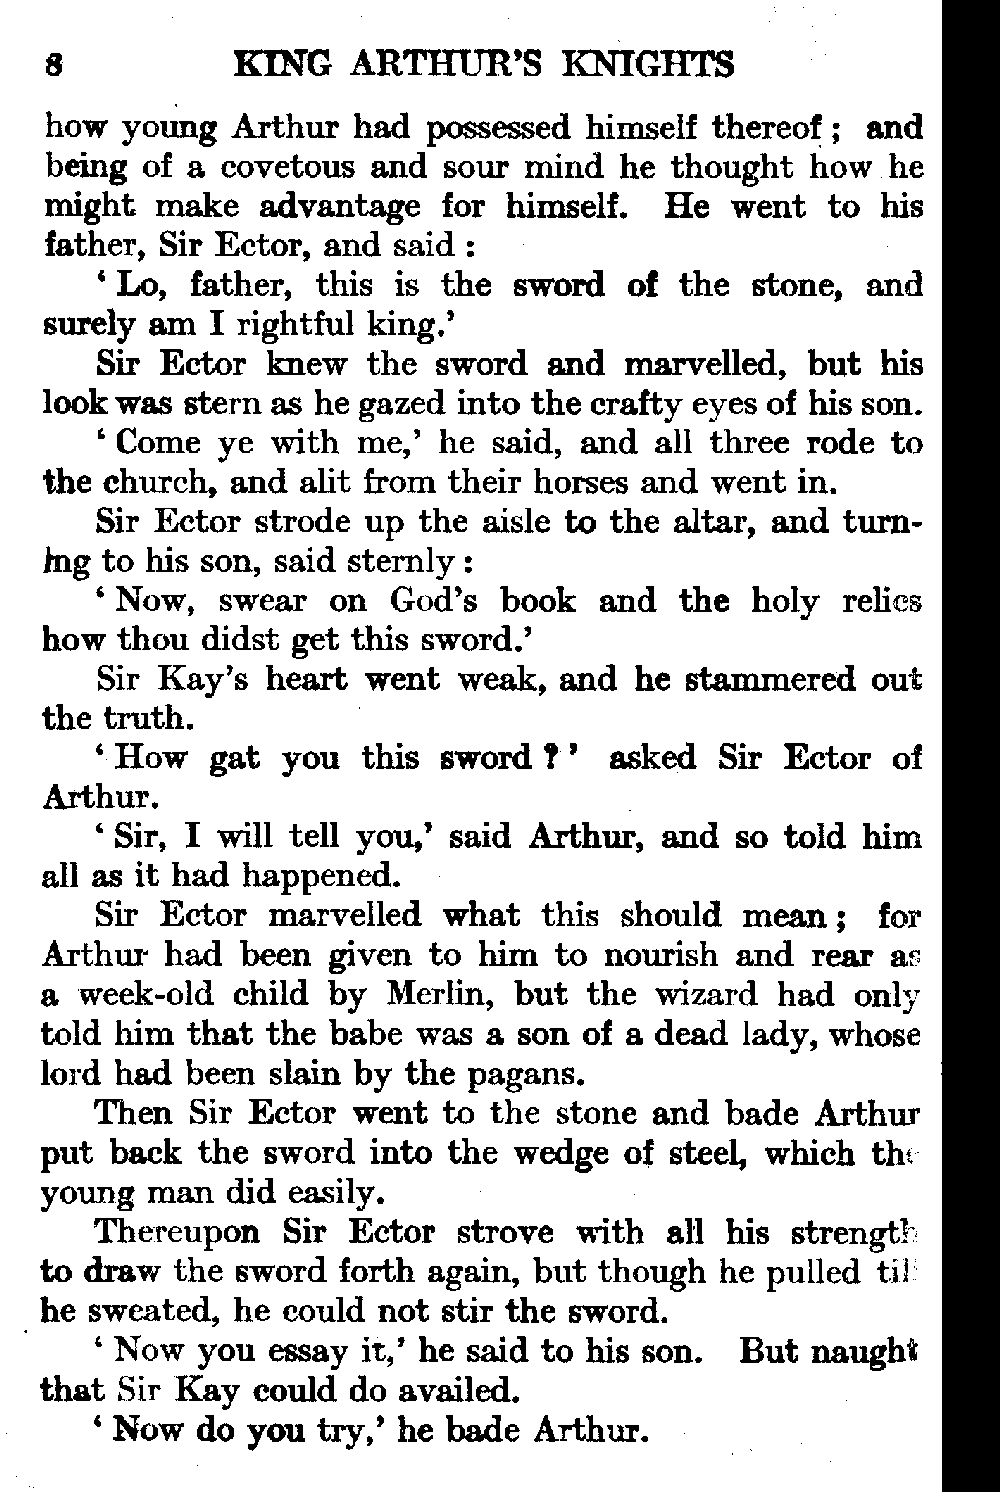 8 KING ARTHUR'S KNIGHTS
how young Arthur had possessed himself thereof; and
being of a covetous and sour mind he thought how he
might make advantage for himself. He went to his
father, Sir Ector, and said:
'Lo, father, this is the sword of the stone, and
surely am I rightful king.'
Sir Ector knew the sword and marvelled, but his
look was stern as he gazed into the crafty eyes of his son.
'Come ye with me,' he said, and all three rode to
the church, and alit from their horses and went in.
Sir Ector strode up the aisle to the altar, and turn-
ing to his son, said sternly:
'Now, swear on God's book and the holy relics
how thou didst get this sword.'
Sir Kay's heart went weak, and he stammered out
the truth.
'How gat you this sword?' asked Sir Ector of
Arthur.
'Sir, I will tell you,' said Arthur, and so told him
all as it had happened.
Sir Ector marvelled what this should mean; for
Arthur had been given to him to nourish and rear as
a week-old child by Merlin, but the wizard had only
told him that the babe was a son of a dead lady, whose
lord had been slain by the pagans.
Then Sir Ector went to the stone and bade Arthur
put back the sword into the wedge of steel, which the
young man did easily.
Thereupon Sir Ector strove with all his strength
to draw the sword forth again, but though he pulled till
he sweated, he could not stir the sword.
'Now you essay it,' he said to his son. But naught
that Sir Kay could do availed.
'Now do you try,' he bade Arthur.